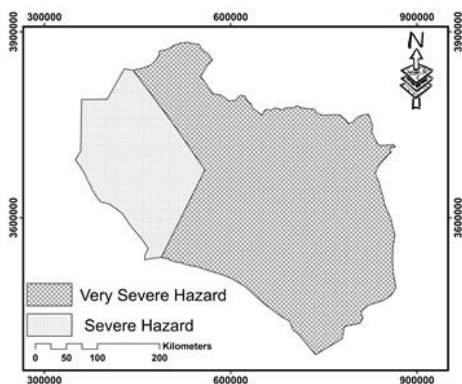 300000 600000 900000
3900000 3900000
N
3600000 3600000
Very Severe Hazard
Severe Hazard
Kilometers
0 50 100 200
300000 600000 900000